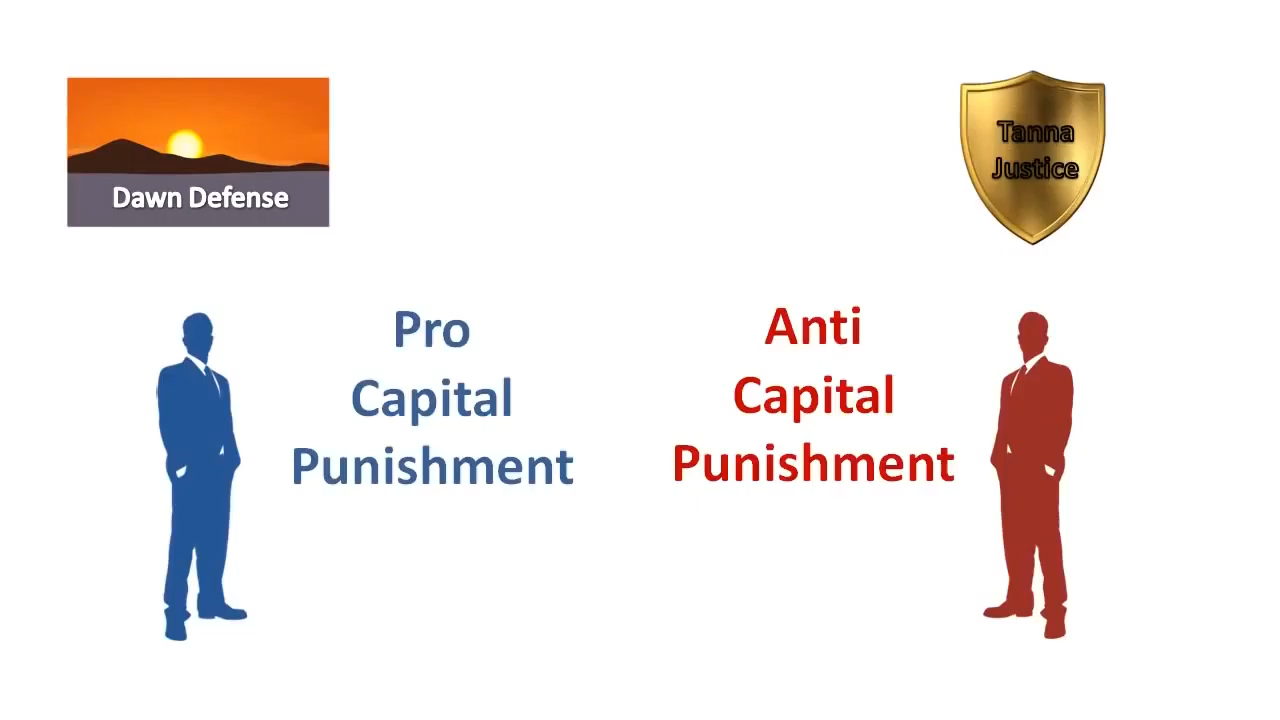 Dawn Defense
Tanna
Justice
Pro
Capital
Punishment
Anti
Capital
Punishment